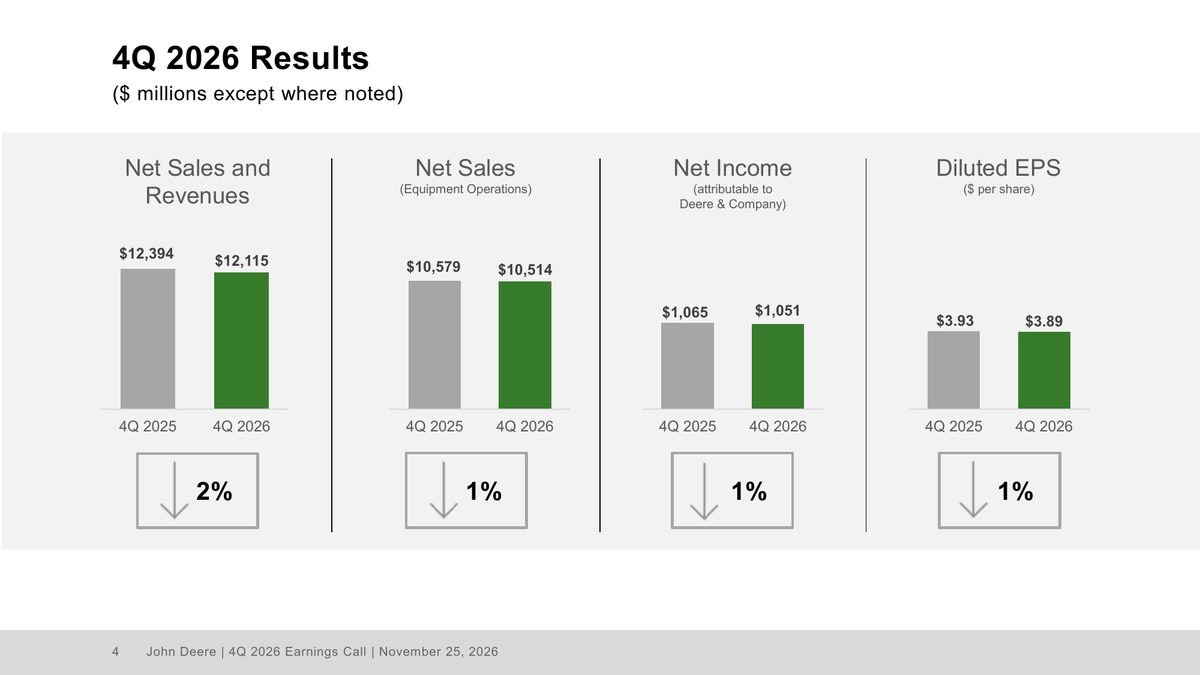 4Q 2026 Results
($ millions except where noted)
Net Sales and
Revenues
$12,394
$12,115
4Q 2025
4Q 2026
2%
Net Sales
(Equipment Operations)
$10,579
$10,514
4Q 2025
4Q 2026
1%
Net Income
(attributable to
Deere & Company)
$1,065
$1,051
4Q 2025
4Q 2026
1%
Diluted EPS
($ per share)
$3.93
$3.89
4Q 2025
4Q 2026
1%
4 John Deere | 4Q 2026 Earnings Call | November 25, 2026